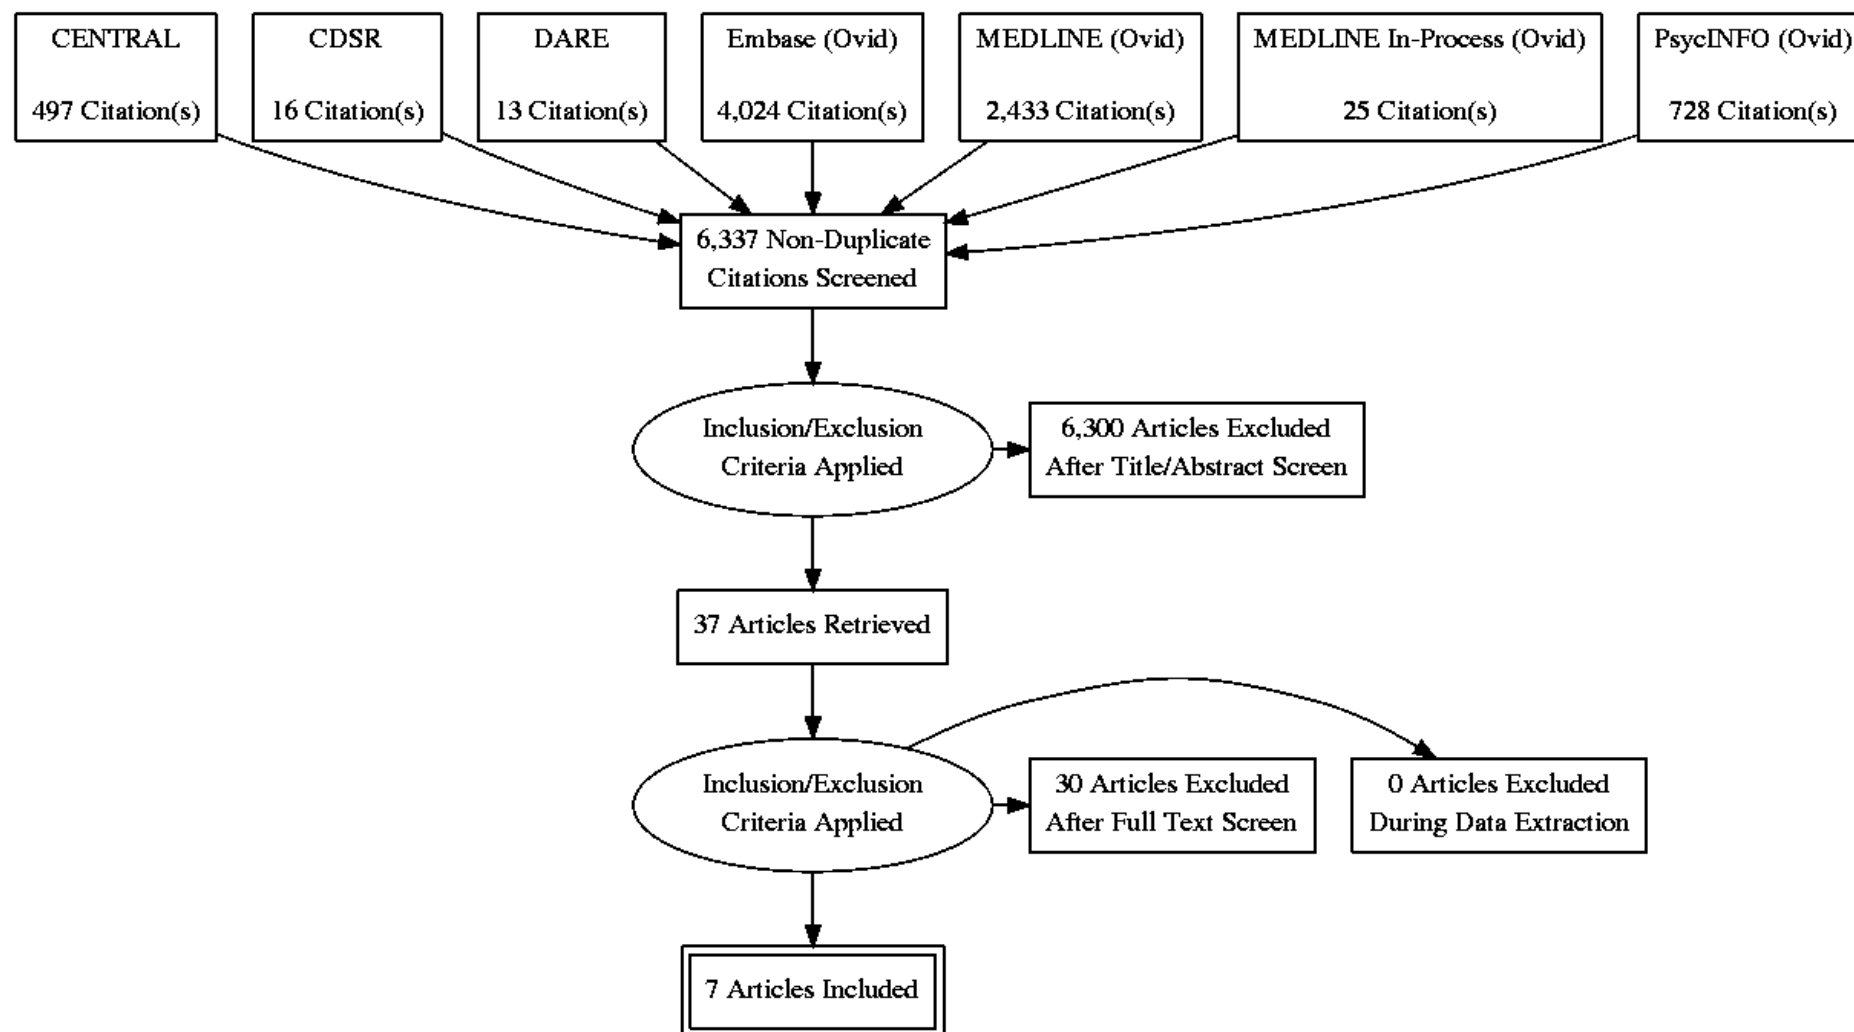 CENTRAL
497 Citation(s)
CDSR
16 Citation(s)
DARE
13 Citation(s)
Embase (Ovid)
4,024 Citation(s)
MEDLINE (Ovid)
2,433 Citation(s)
MEDLINE In-Process (Ovid)
25 Citation(s)
PsycINFO (Ovid)
728 Citation(s)
6,337 Non-Duplicate
Citations Screened
Inclusion/Exclusion
Criteria Applied
6,300 Articles Excluded
After Title/Abstract Screen
37 Articles Retrieved
Inclusion/Exclusion
Criteria Applied
30 Articles Excluded
After Full Text Screen
0 Articles Excluded
During Data Extraction
7 Articles Included